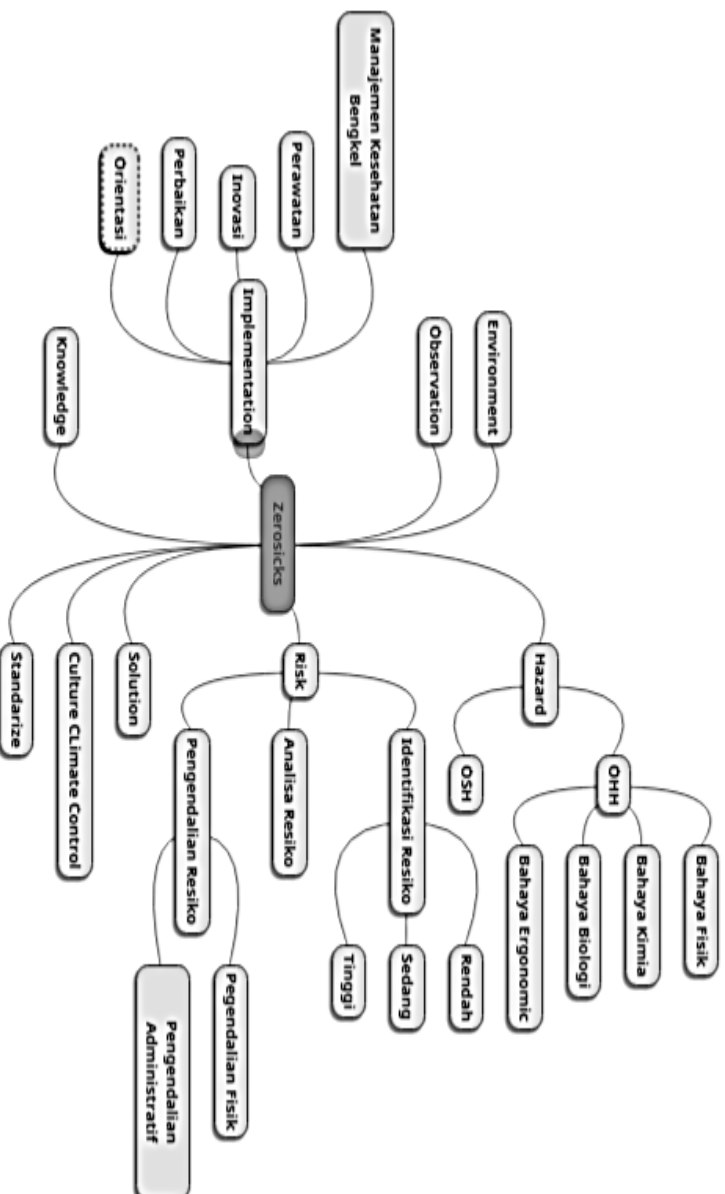 Zerosicks
Hazard
OHH
Bahaya Fisik
Bahaya Kimia
Bahaya Biologi
Bahaya Ergonomic
OSH
Risk
Identifikasi Resiko
Rendah
Sedang
Tinggi
Analisa Resiko
Pengendalian Resiko
Pegendalian Fisik
Pengendalian
Administratif
Solution
Culture CLimate Control
Standarize
Environment
Observation
Implementation
Manajemen Kesehatan
Bengkel
Perawatan
Inovasi
Perbaikan
Orientasi
Knowledge